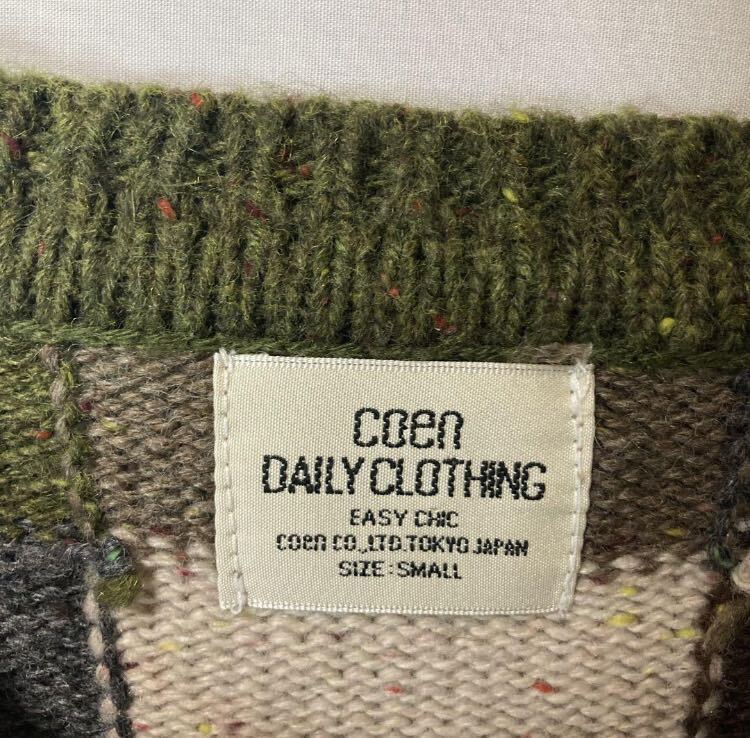 coen
DAILY CLOTHING
EASY CHIC
coen CO.,LTD.TOKYO JAPAN
SIZE:SMALL